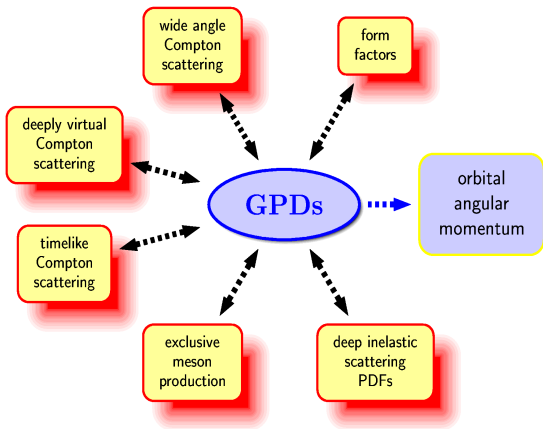 wide angle
Compton
scattering
form
factors
deeply virtual
Compton
scattering
GPDs
orbital
angular
momentum
timelike
Compton
scattering
exclusive
meson
production
deep inelastic
scattering
PDFs